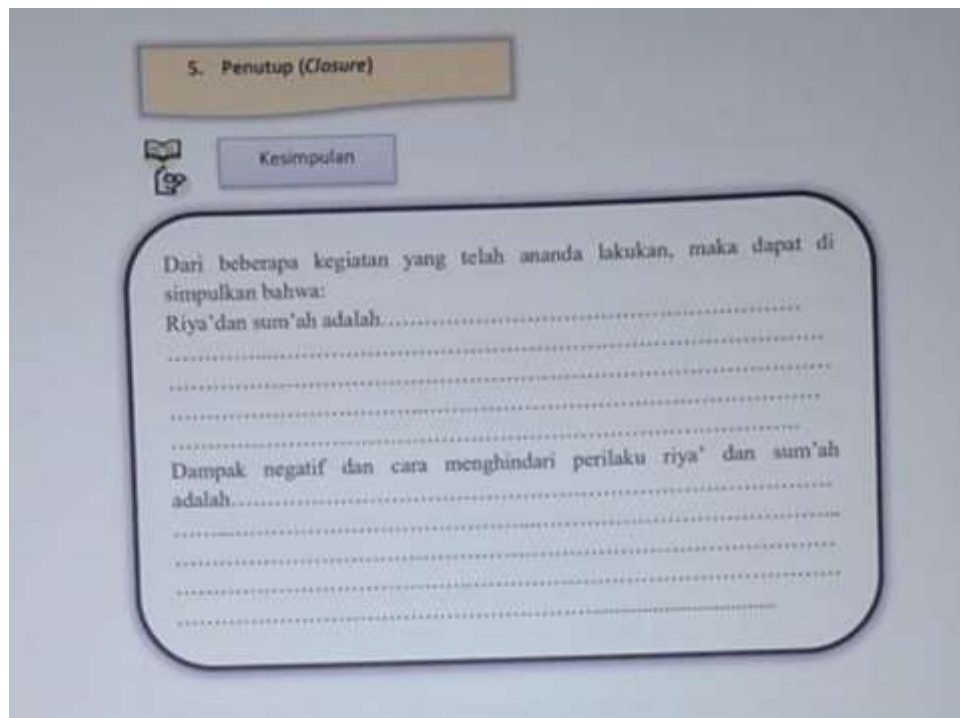 5. Penutup (Closure)
Kesimpulan
Dari beberapa kegiatan yang telah ananda lakukan, maka dapat di
simpulkan bahwa:
Riya'dan sum'ah adalah..............................................................
..........................................................................................
..........................................................................................
..........................................................................................
..........................................................................................
Dampak negatif dan cara menghindari perilaku riya' dan sum'ah
adalah..................................................................................
..........................................................................................
..........................................................................................
..........................................................................................
..........................................................................................